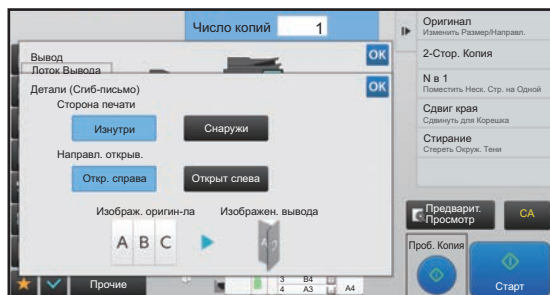 Число копий 1
Вывод
Лоток Вывода
OK
Детали (Сгиб-письмо)
OK
Сторона печати
Изнутри
Снаружи
Направл. открыв.
Откр. справа
Открыт слева
Изображ. оригин-ла
Изображен. вывода
A B C
Прочие
3 B4
4 A3
A4
Оригинал
Изменить Размер/Направл.
2-Стор. Копия
N в 1
Поместить Неск. Стр. на Одной
Сдвиг края
Сдвинуть для Корешка
Стирание
Стереть Окруж. Тени
Предварит.
Просмотр
CA
Проб. Копия
Старт